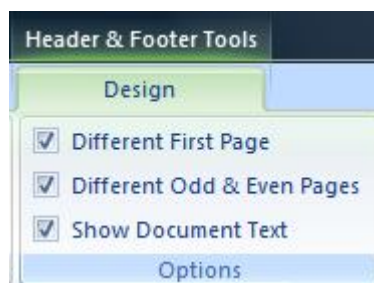 Header & Footer Tools
Design
Different First Page
Different Odd & Even Pages
Show Document Text
Options